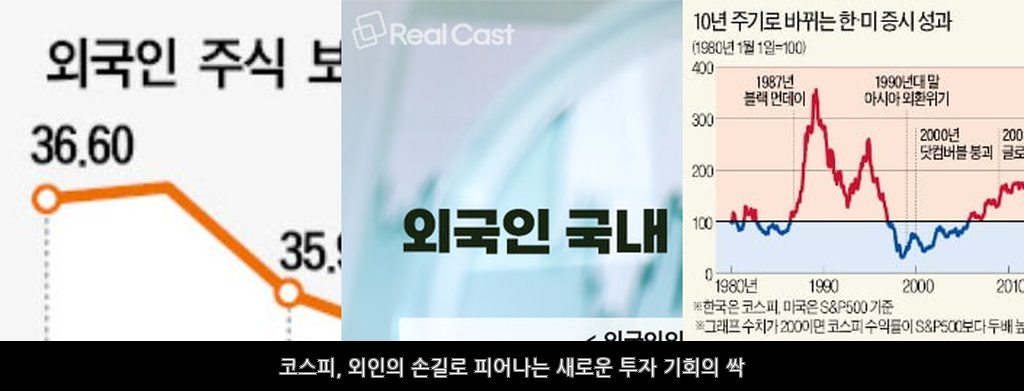 외국인 주식 보
36.60
35.9
Real Cast
외국인 국내
< 외국인의
10년 주기로 바뀌는 한·미 증시 성과
(1980년 1월 1일=100)
400
300
200
100
0
1987년
블랙 먼데이
1990년대 말
아시아 외환위기
2000년
닷컴버블 붕괴
200
글로
1980년
1990
2000
2010
※한국은 코스피, 미국은 S&P500 기준
※그래프 수치가 200이면 코스피 수익률이 S&P500보다 두배 높
코스피, 외인의 손길로 피어나는 새로운 투자 기회의 싹